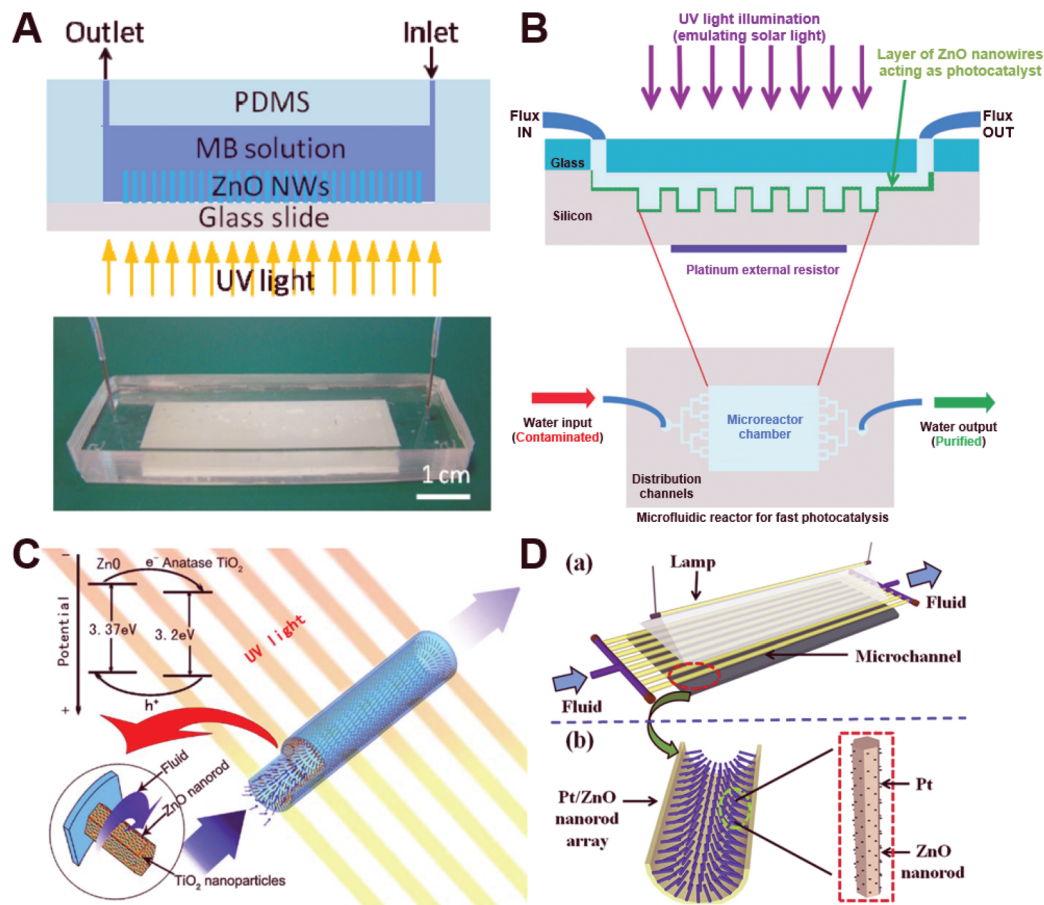 A
Outlet
Inlet
PDMS
MB solution
ZnO NWs
Glass slide
UV light
1 cm
B
UV light illumination
(emulating solar light)
Layer of ZnO nanowires
acting as photocatalyst
Flux
IN
Flux
OUT
Glass
Silicon
Platinum external resistor
Water input
(Contaminated)
Microreactor
chamber
Water output
(Purified)
Distribution
channels
Microfluidic reactor for fast photocatalysis
C
−
ZnO
e⁻ Anatase TiO₂
Potential
3.37eV
3.2eV
+
h⁺
UV light
Fluid
ZnO nanorod
TiO₂ nanoparticles
D
(a)
Lamp
Fluid
Microchannel
Fluid
(b)
Pt/ZnO
nanorod
array
Pt
ZnO
nanorod